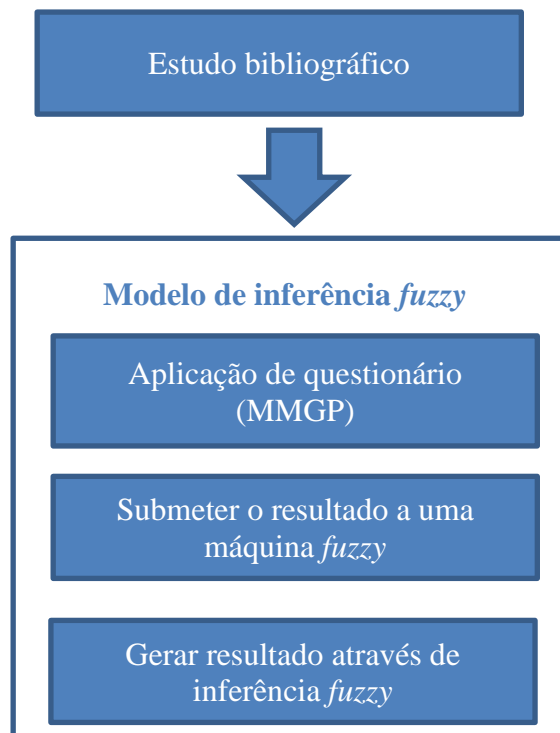 Estudo bibliográfico
Modelo de inferência fuzzy
Aplicação de questionário
(MMGP)
Submeter o resultado a uma
máquina fuzzy
Gerar resultado através de
inferência fuzzy